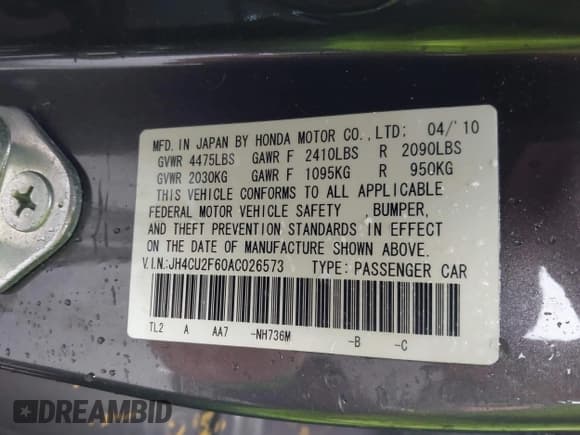 MFD. IN JAPAN BY HONDA MOTOR CO., LTD: 04/'10
GVWR 4475LBS GAWR F 2410LBS R 2090LBS
GVWR 2030KG GAWR F 1095KG R 950KG
THIS VEHICLE CONFORMS TO ALL APPLICABLE
FEDERAL MOTOR VEHICLE SAFETY BUMPER,
AND THEFT PREVENTION STANDARDS IN EFFECT
ON THE DATE OF MANUFACTURE SHOWN ABOVE.
V.I.N:JH4CU2F60AC026573 TYPE: PASSENGER CAR
TL2 A AA7 -NH736M -B -C
DREAMBID